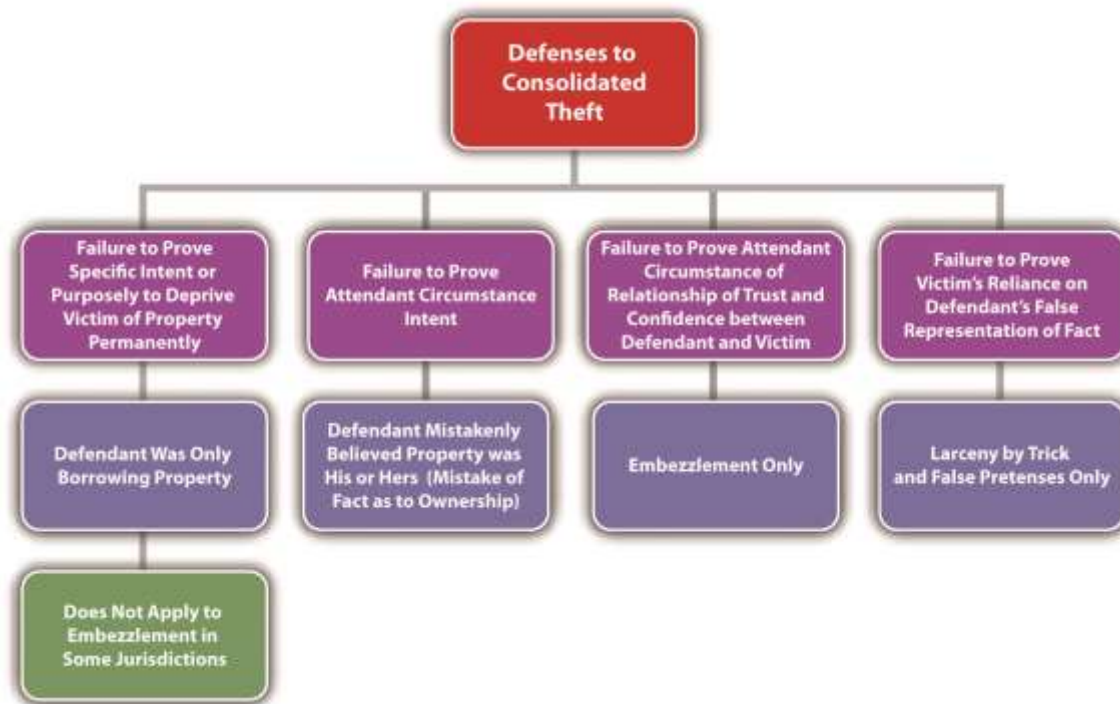 Defenses to
Consolidated
Theft
Failure to Prove
Specific Intent or
Purposely to Deprive
Victim of Property
Permanently
Failure to Prove
Attendant Circumstance
Intent
Failure to Prove Attendant
Circumstance of
Relationship of Trust and
Confidence between
Defendant and Victim
Failure to Prove
Victim's Reliance on
Defendant's False
Representation of Fact
Defendant Was Only
Borrowing Property
Defendant Mistakenly
Believed Property was
His or Hers (Mistake of
Fact as to Ownership)
Embezzlement Only
Larceny by Trick
and False Pretenses Only
Does Not Apply to
Embezzlement in
Some Jurisdictions